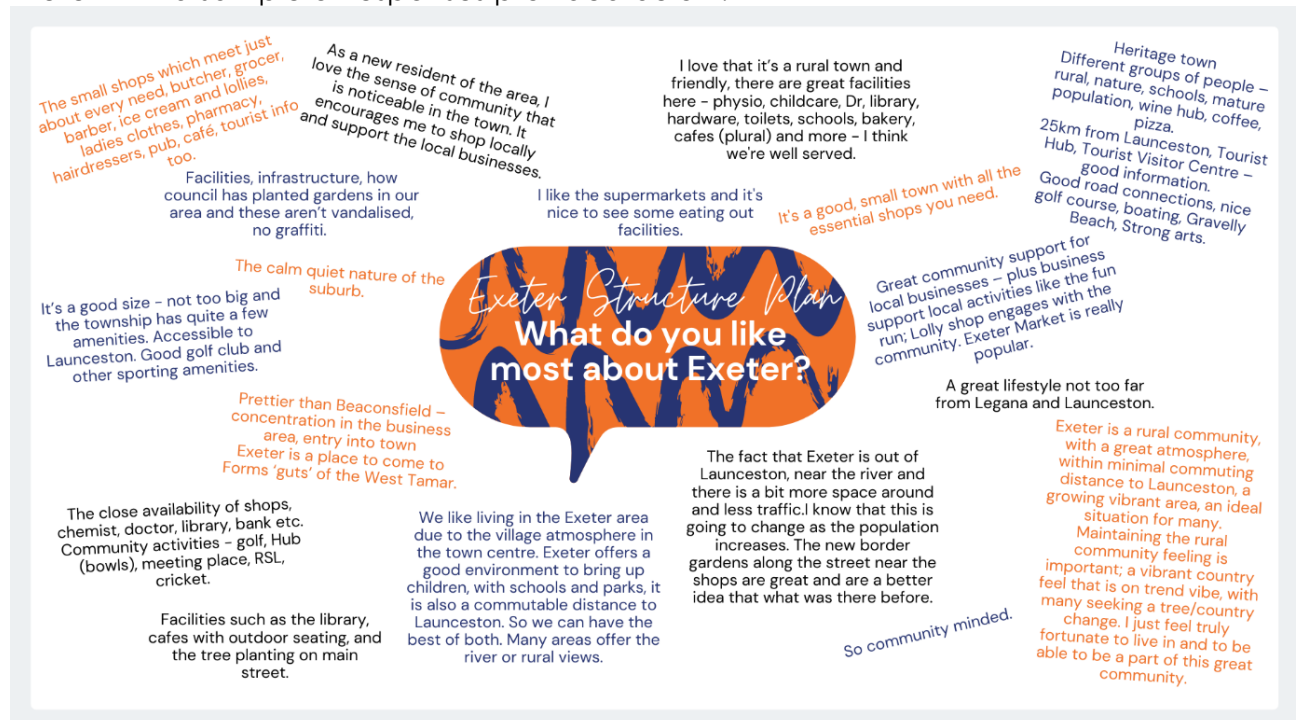 The small shops which meet just
about every need, butcher, grocer,
barber, ice cream and lollies,
ladies clothes, pharmacy,
hairdressers, pub, café, tourist info
too.
As a new resident of the area, I
love the sense of community that
is noticeable in the town. It
encourages me to shop locally
and support the local businesses.
I love that it's a rural town and
friendly, there are great facilities
here - physio, childcare, Dr, library,
hardware, toilets, schools, bakery,
cafes (plural) and more - I think
we're well served.
Heritage town
Different groups of people –
rural, nature, schools, mature
population, wine hub, coffee,
pizza.
25km from Launceston, Tourist
Hub, Tourist Visitor Centre –
good information.
Good road connections, nice
golf course, boating, Gravelly
Beach, Strong arts.
Facilities, infrastructure, how
council has planted gardens in our
area and these aren't vandalised,
no graffiti.
I like the supermarkets and it's
nice to see some eating out
facilities.
It's a good, small town with all the
essential shops you need.
The calm quiet nature of the
suburb.
Great community support for
local businesses – plus business
support local activities like the fun
run; Lolly shop engages with the
community. Exeter Market is really
popular.
It's a good size - not too big and
the township has quite a few
amenities. Accessible to
Launceston. Good golf club and
other sporting amenities.
Exeter Structure Plan
What do you like
most about Exeter?
A great lifestyle not too far
from Legana and Launceston.
Prettier than Beaconsfield –
concentration in the business
area, entry into town
Exeter is a place to come to
Forms 'guts' of the West Tamar.
Exeter is a rural community,
with a great atmosphere,
within minimal commuting
distance to Launceston, a
growing vibrant area, an ideal
situation for many.
Maintaining the rural
community feeling is
important; a vibrant country
feel that is on trend vibe, with
many seeking a tree/country
change. I just feel truly
fortunate to live in and to be
able to be a part of this great
community.
The close availability of shops,
chemist, doctor, library, bank etc.
Community activities - golf, Hub
(bowls), meeting place, RSL,
cricket.
We like living in the Exeter area
due to the village atmosphere in
the town centre. Exeter offers a
good environment to bring up
children, with schools and parks, it
is also a commutable distance to
Launceston. So we can have the
best of both. Many areas offer the
river or rural views.
The fact that Exeter is out of
Launceston, near the river and
there is a bit more space around
and less traffic.I know that this is
going to change as the population
increases. The new border
gardens along the street near the
shops are great and are a better
idea that what was there before.
Facilities such as the library,
cafes with outdoor seating, and
the tree planting on main
street.
So community minded.